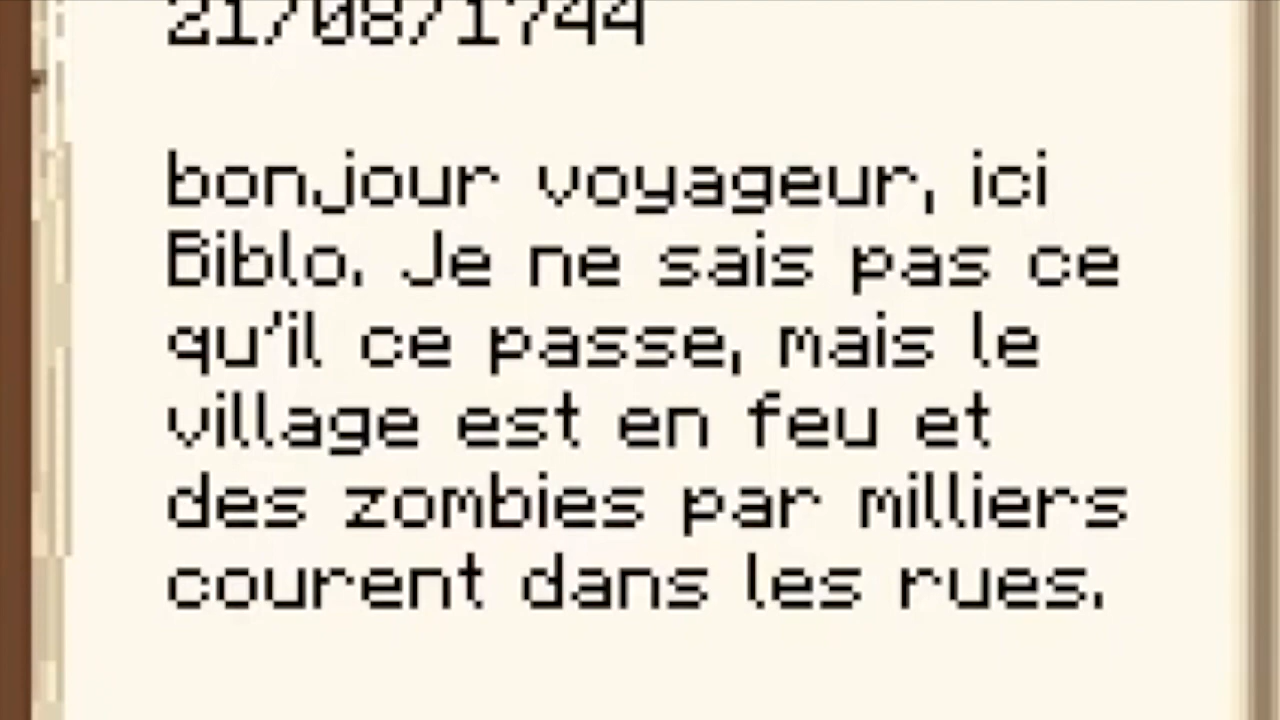 21/08/1744
bonjour voyageur, ici
Biblo. Je ne sais pas ce
qu'il ce passe, mais le
village est en feu et
des zombies par milliers
courent dans les rues.